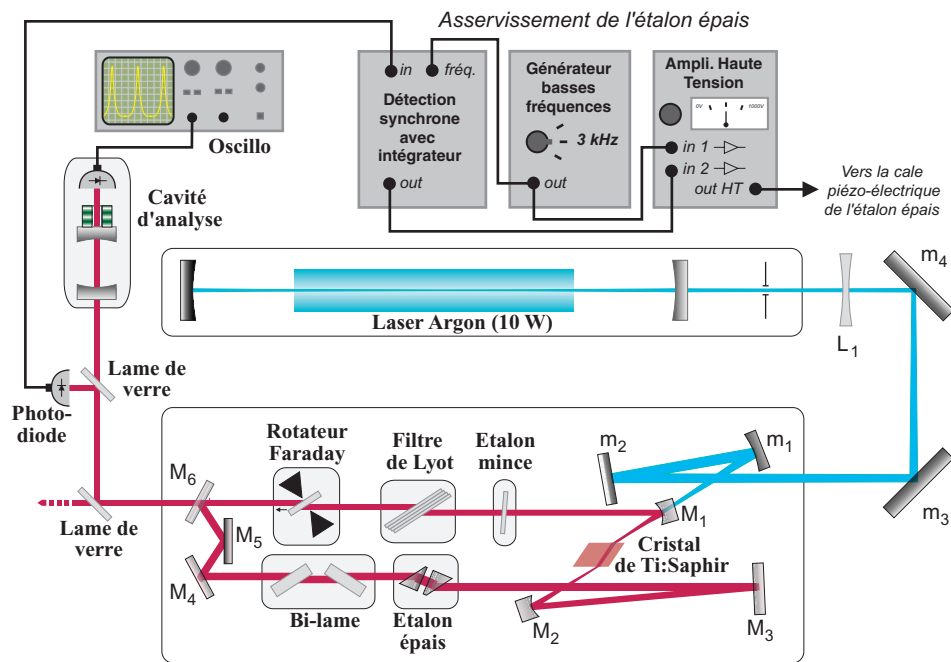 Asservissement de l'étalon épais
in
fréq.
Détection
synchrone
avec
intégrateur
out
Générateur
basses
fréquences
3 kHz
out
Ampli. Haute
Tension
0V
1000V
in 1
in 2
out HT
Vers la cale
piézo-électrique
de l'étalon épais
Oscillo
Cavité
d'analyse
Laser Argon (10 W)
L1
m4
Lame de
verre
Photo-
diode
Rotateur
Faraday
Filtre
de Lyot
Etalon
mince
m2
m1
m3
M6
M1
Lame de
verre
M5
Cristal
de Ti:Saphir
M4
Bi-lame
Etalon
épais
M2
M3